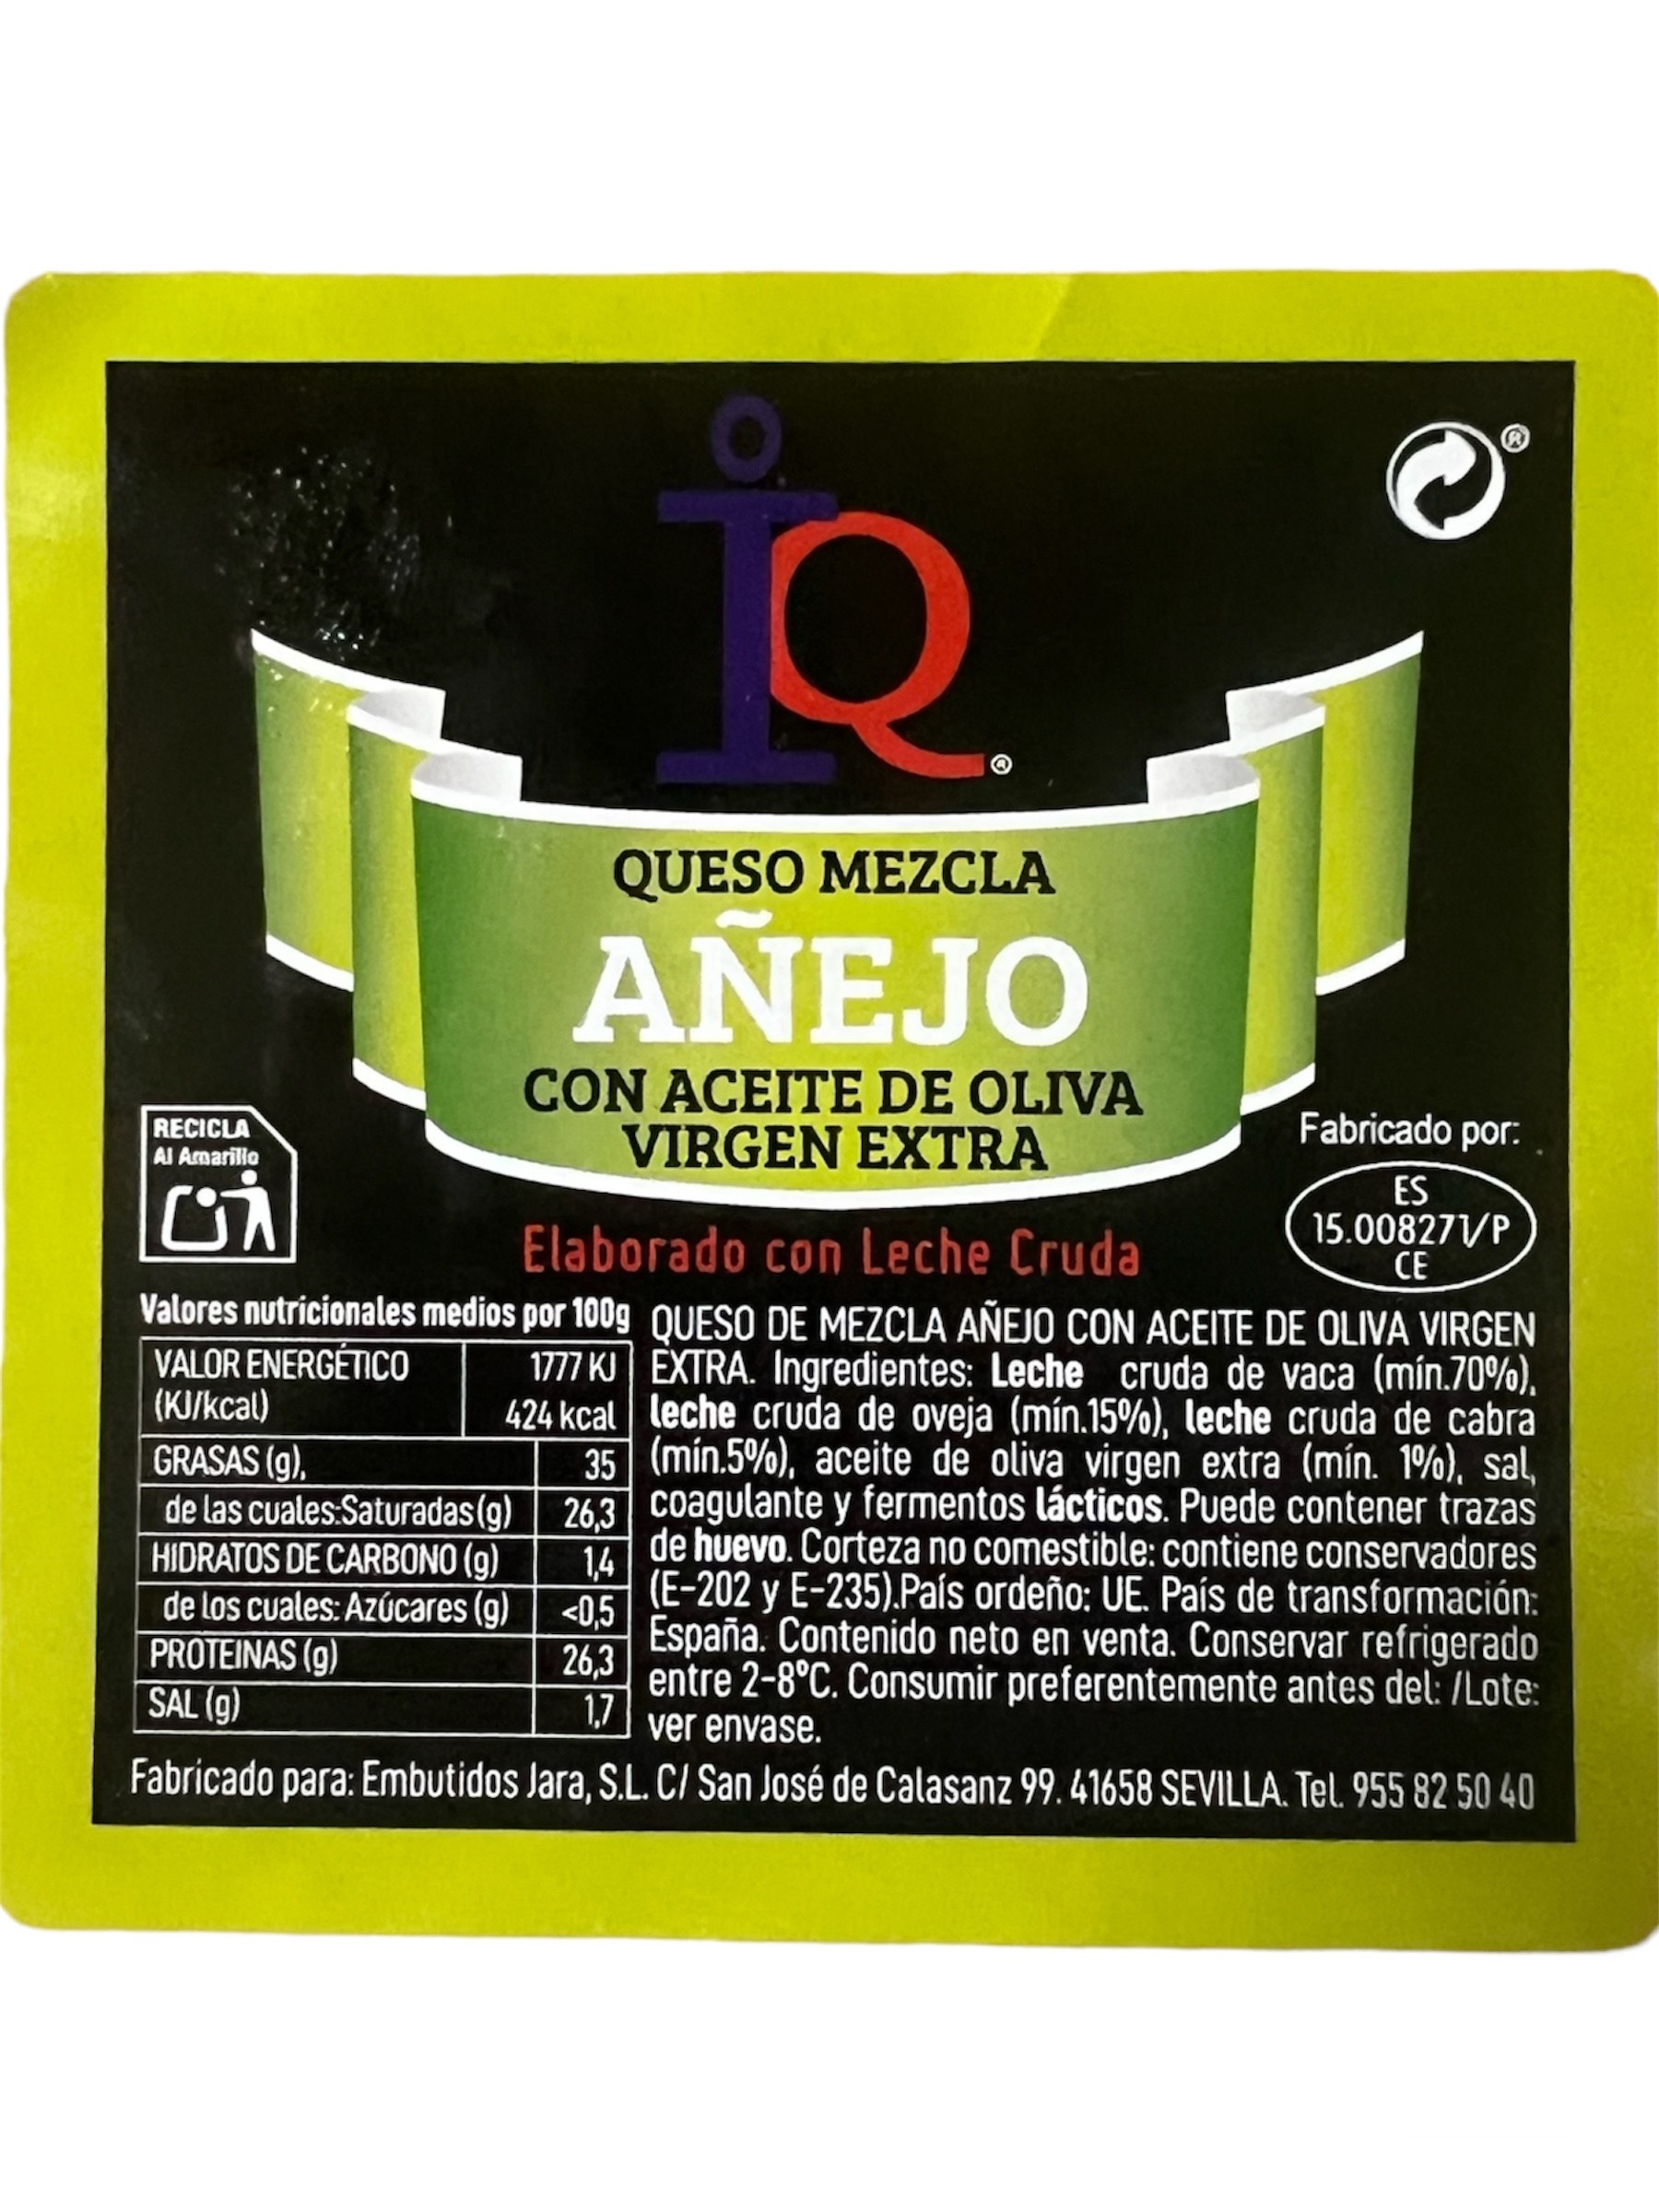 iQ®
®
QUESO MEZCLA
AÑEJO
CON ACEITE DE OLIVA
VIRGEN EXTRA
RECICLA
Al Amarillo
Fabricado por:
ES
15.008271/P
CE
Elaborado con Leche Cruda
Valores nutricionales medios por 100g
VALOR ENERGÉTICO 1777 KJ
(KJ/kcal) 424 kcal
GRASAS (g), 35
de las cuales:Saturadas(g) 26,3
HIDRATOS DE CARBONO (g) 1,4
de los cuales: Azúcares (g) <0,5
PROTEINAS (g) 26,3
SAL (g) 1,7
QUESO DE MEZCLA AÑEJO CON ACEITE DE OLIVA VIRGEN
EXTRA. Ingredientes: Leche cruda de vaca (mín.70%),
leche cruda de oveja (mín.15%), leche cruda de cabra
(mín.5%), aceite de oliva virgen extra (mín. 1%), sal,
coagulante y fermentos lácticos. Puede contener trazas
de huevo. Corteza no comestible: contiene conservadores
(E-202 y E-235).País ordeño: UE. País de transformación:
España. Contenido neto en venta. Conservar refrigerado
entre 2-8ºC. Consumir preferentemente antes del: /Lote:
ver envase.
Fabricado para: Embutidos Jara, S.L. C/ San José de Calasanz 99. 41658 SEVILLA. Tel. 955 82 50 40